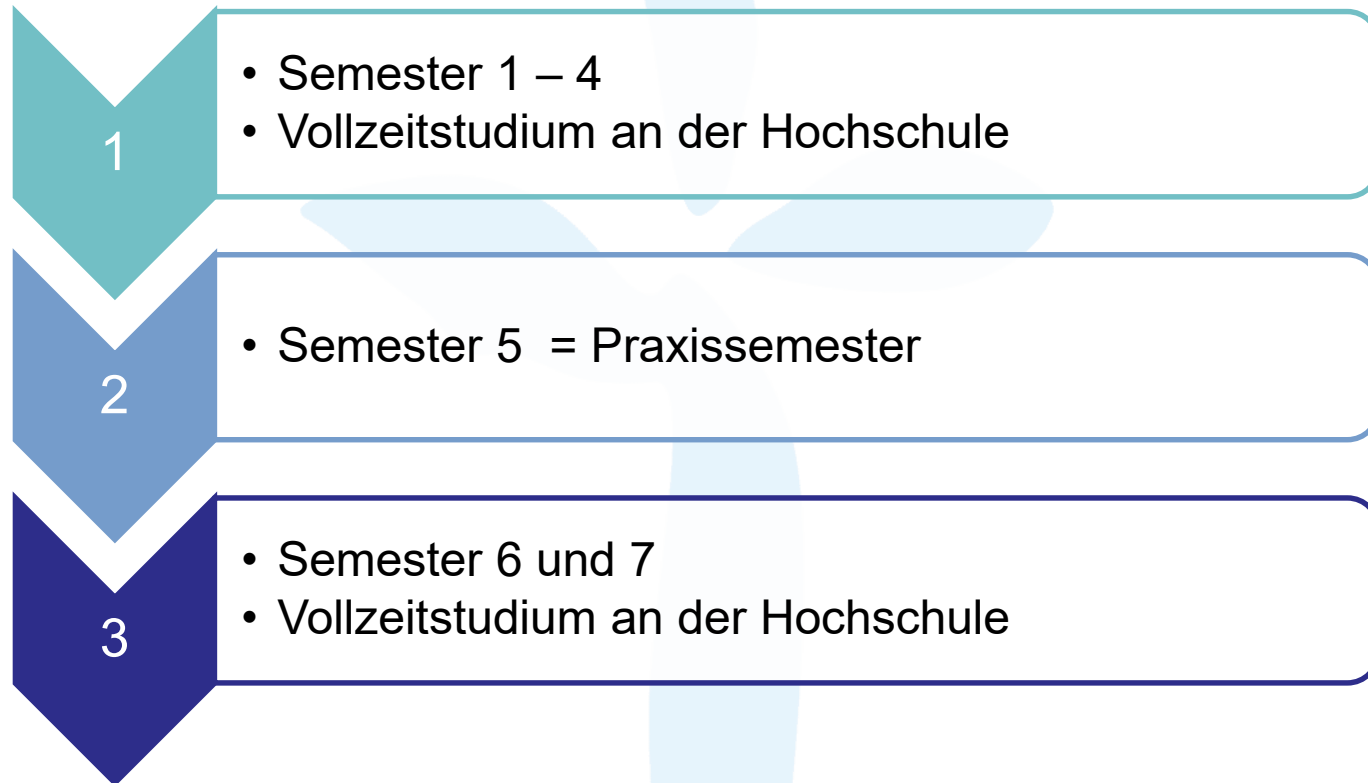 1
• Semester 1 – 4
• Vollzeitstudium an der Hochschule
2
• Semester 5  = Praxissemester
3
• Semester 6 und 7
• Vollzeitstudium an der Hochschule